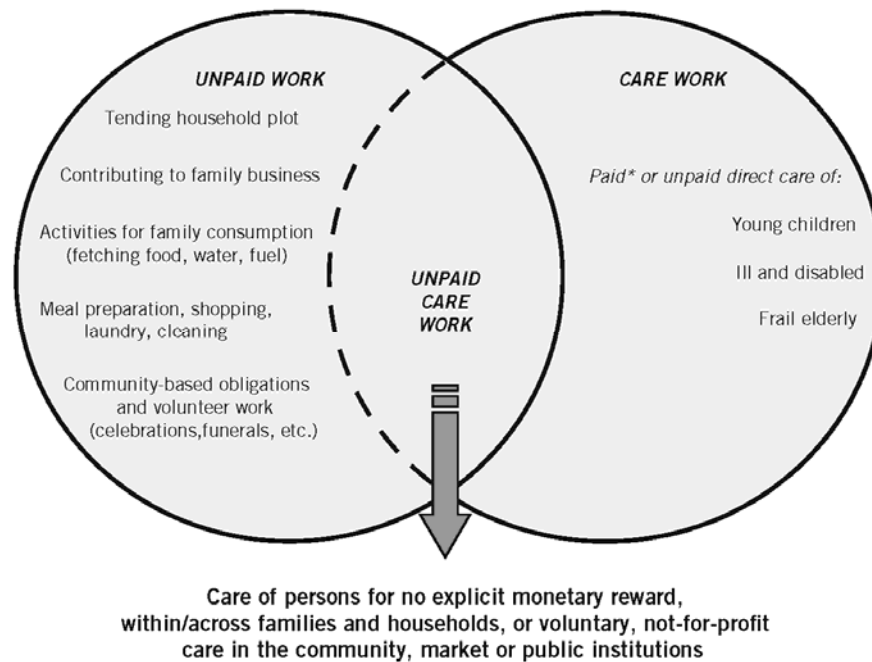 UNPAID WORK
Tending household plot
Contributing to family business
Activities for family consumption
(fetching food, water, fuel)
Meal preparation, shopping,
laundry, cleaning
Community-based obligations
and volunteer work
(celebrations,funerals, etc.)
UNPAID
CARE
WORK
CARE WORK
Paid* or unpaid direct care of:
Young children
Ill and disabled
Frail elderly
Care of persons for no explicit monetary reward,
within/across families and households, or voluntary, not-for-profit
care in the community, market or public institutions